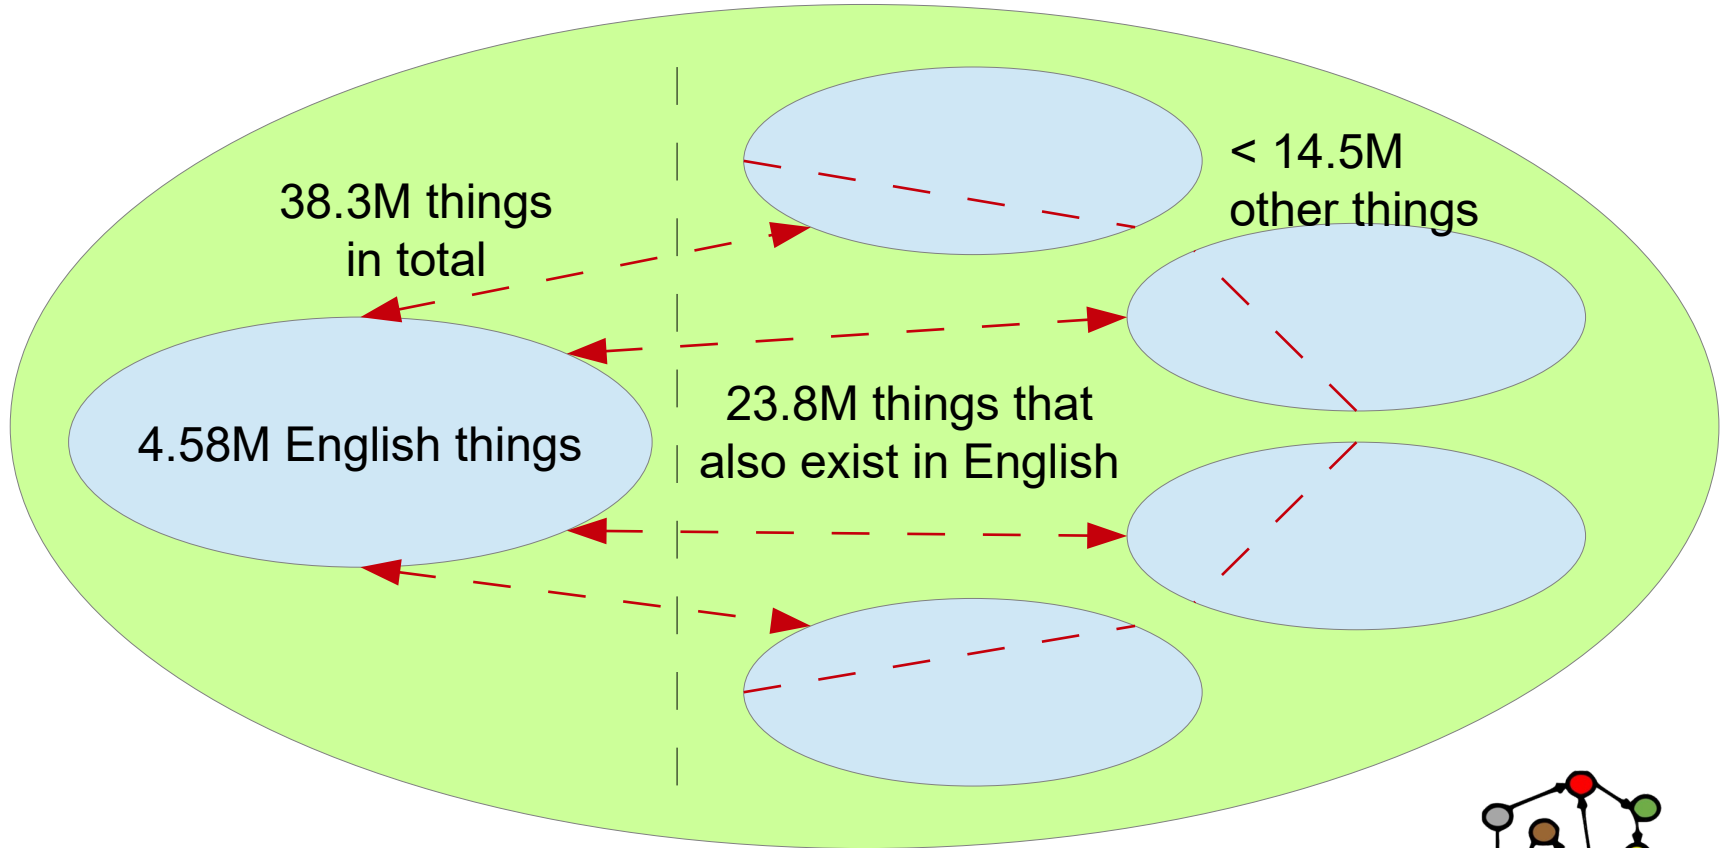 38.3M things
in total
< 14.5M
other things
4.58M English things
23.8M things that
also exist in English